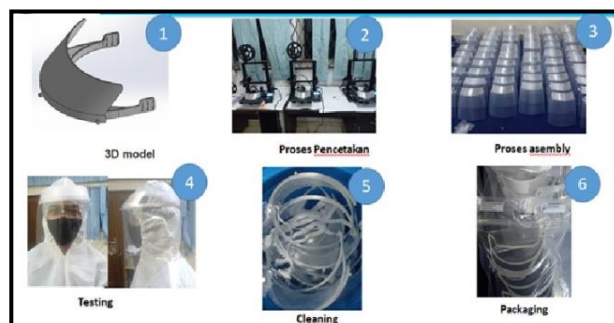 1
2
3
3D model
Proses Pencetakan
Proses asembly
4
5
6
Testing
Cleaning
Packaging